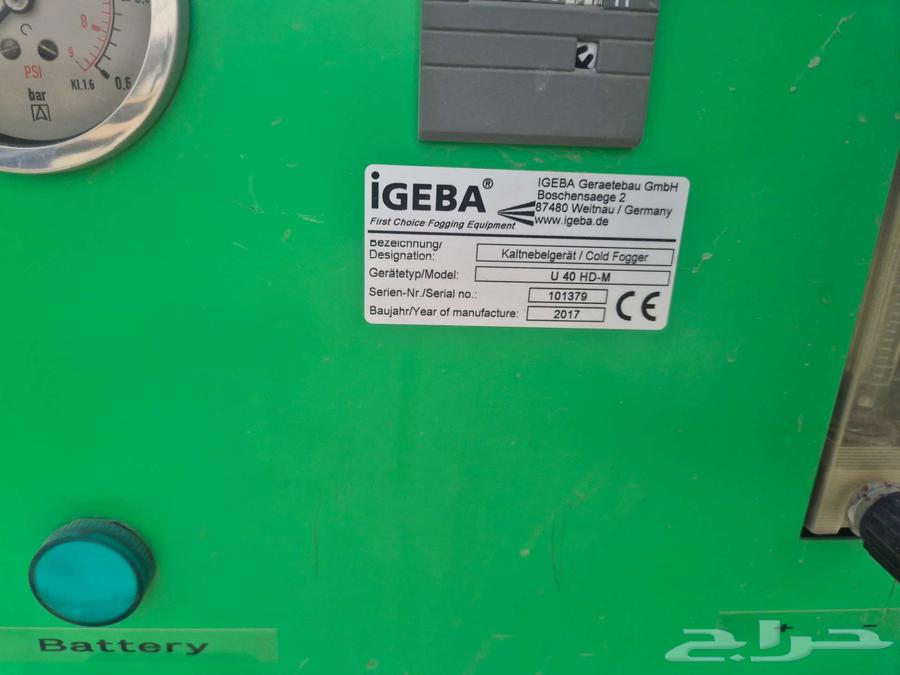 0.4
8
9
PSI
bar
KL1.6
0.6
iGEBA®
First Choice Fogging Equipment
IGEBA Geraetebau GmbH
Boschensaege 2
87480 Weitnau / Germany
www.igeba.de
Bezeichnung/
Designation: Kaltnebelgerät / Cold Fogger
Gerätetyp/Model: U 40 HD-M
Serien-Nr./Serial no.: 101379
Baujahr/Year of manufacture: 2017
CE
Battery
+ -
حراج